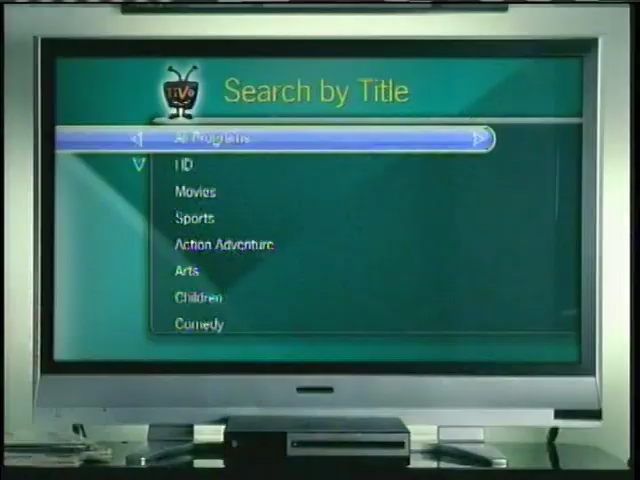 TiVo
Search by Title
All Programs
HD
Movies
Sports
Action Adventure
Arts
Children
Comedy